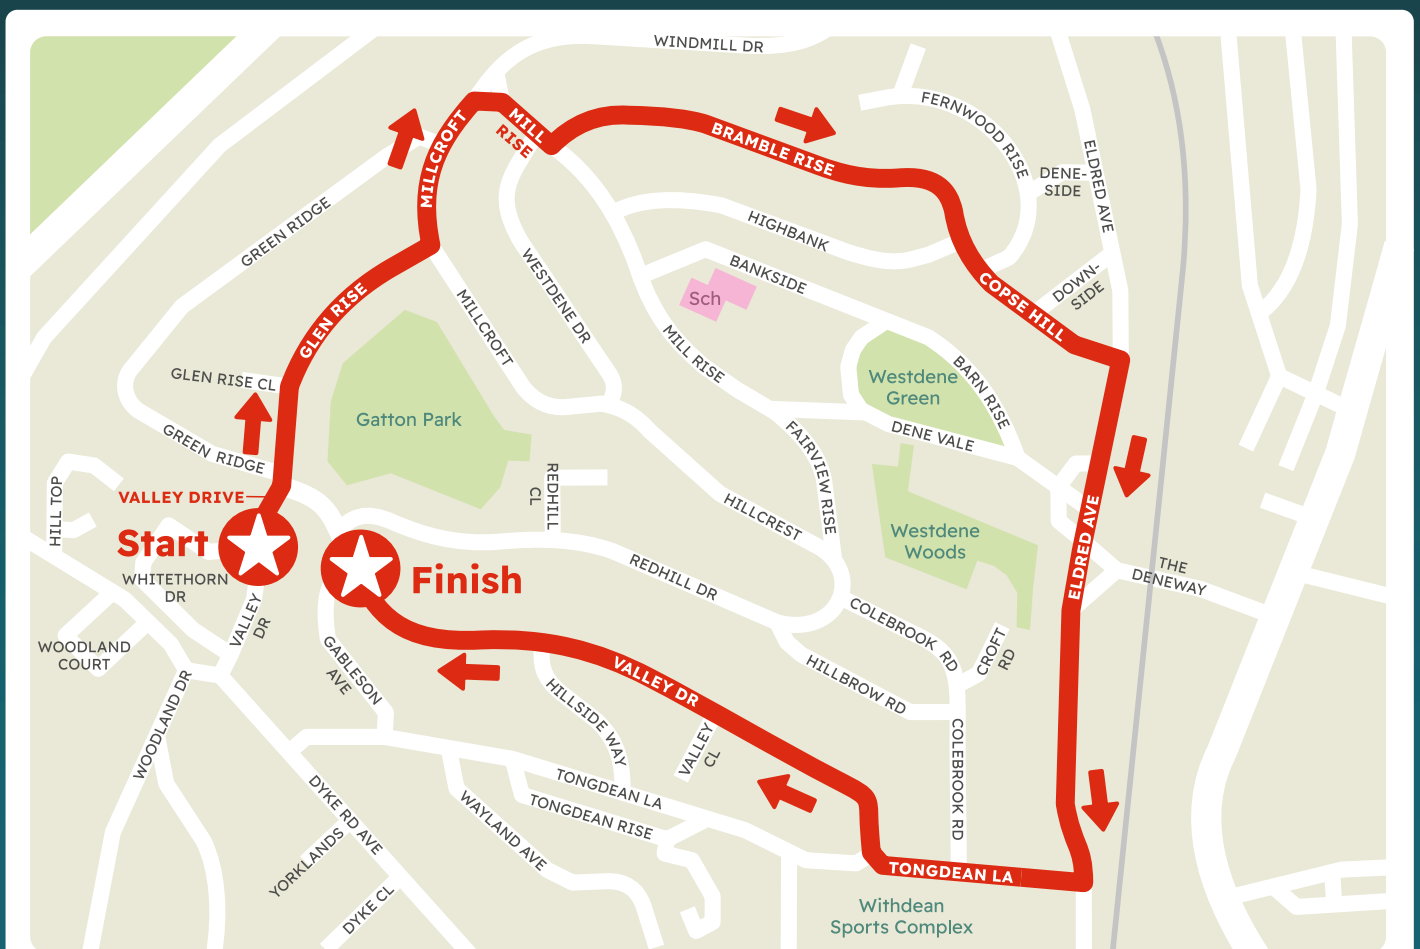 WINDMILL DR
FERNWOOD RISE
MILLCROFT
MILL
RISE
BRAMBLE RISE
ELDRED AVE
DENE-
SIDE
GREEN RIDGE
HIGHBANK
WESTDENE DR
BANKSIDE
Sch
DOWN-
SIDE
COPSE HILL
GLEN RISE
MILLCROFT
MILL RISE
GLEN RISE CL
Westdene
Green
BARN RISE
Gatton Park
GREEN RIDGE
FAIRVIEW RISE
DENE VALE
HILL TOP
VALLEY DRIVE
REDHILL
CL
HILLCREST
Westdene
Woods
ELDRED AVE
Start
Finish
THE
DENEWAY
WHITETHORN
DR
REDHILL DR
VALLEY
DR
COLEBROOK RD
CROFT
RD
WOODLAND
COURT
GABLESON
AVE
VALLEY DR
HILLBROW RD
WOODLAND DR
HILLSIDE WAY
VALLEY
CL
COLEBROOK RD
DYKE RD AVE
TONGDEAN LA
TONGDEAN RISE
WAYLAND AVE
YORKLANDS
TONGDEAN LA
DYKE CL
Withdean
Sports Complex